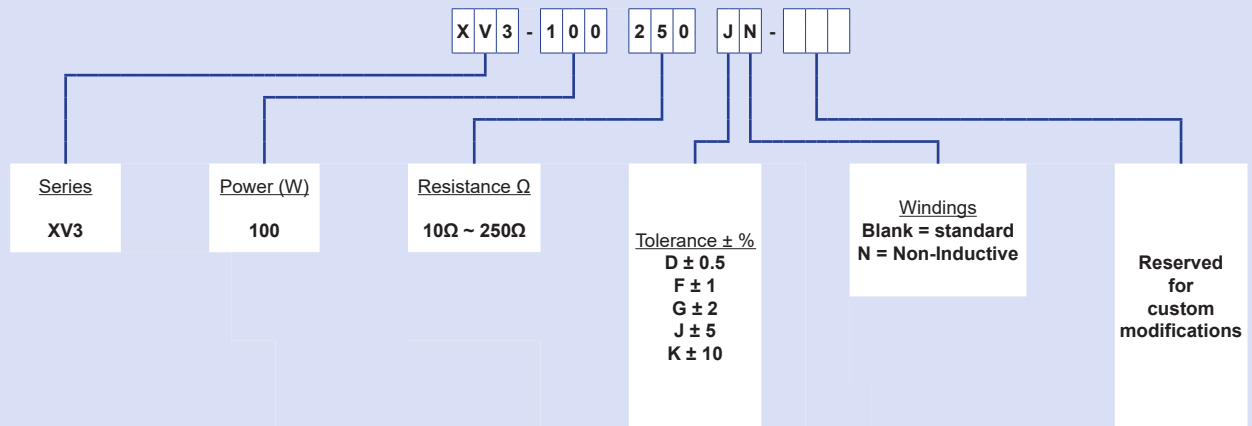 XV3-100 250 JN-
Series
XV3
Power (W)
100
Resistance Ω
10Ω ~ 250Ω
Tolerance ± %
D ± 0.5
F ± 1
G ± 2
J ± 5
K ± 10
Windings
Blank = standard
N = Non-Inductive
Reserved
for
custom
modifications